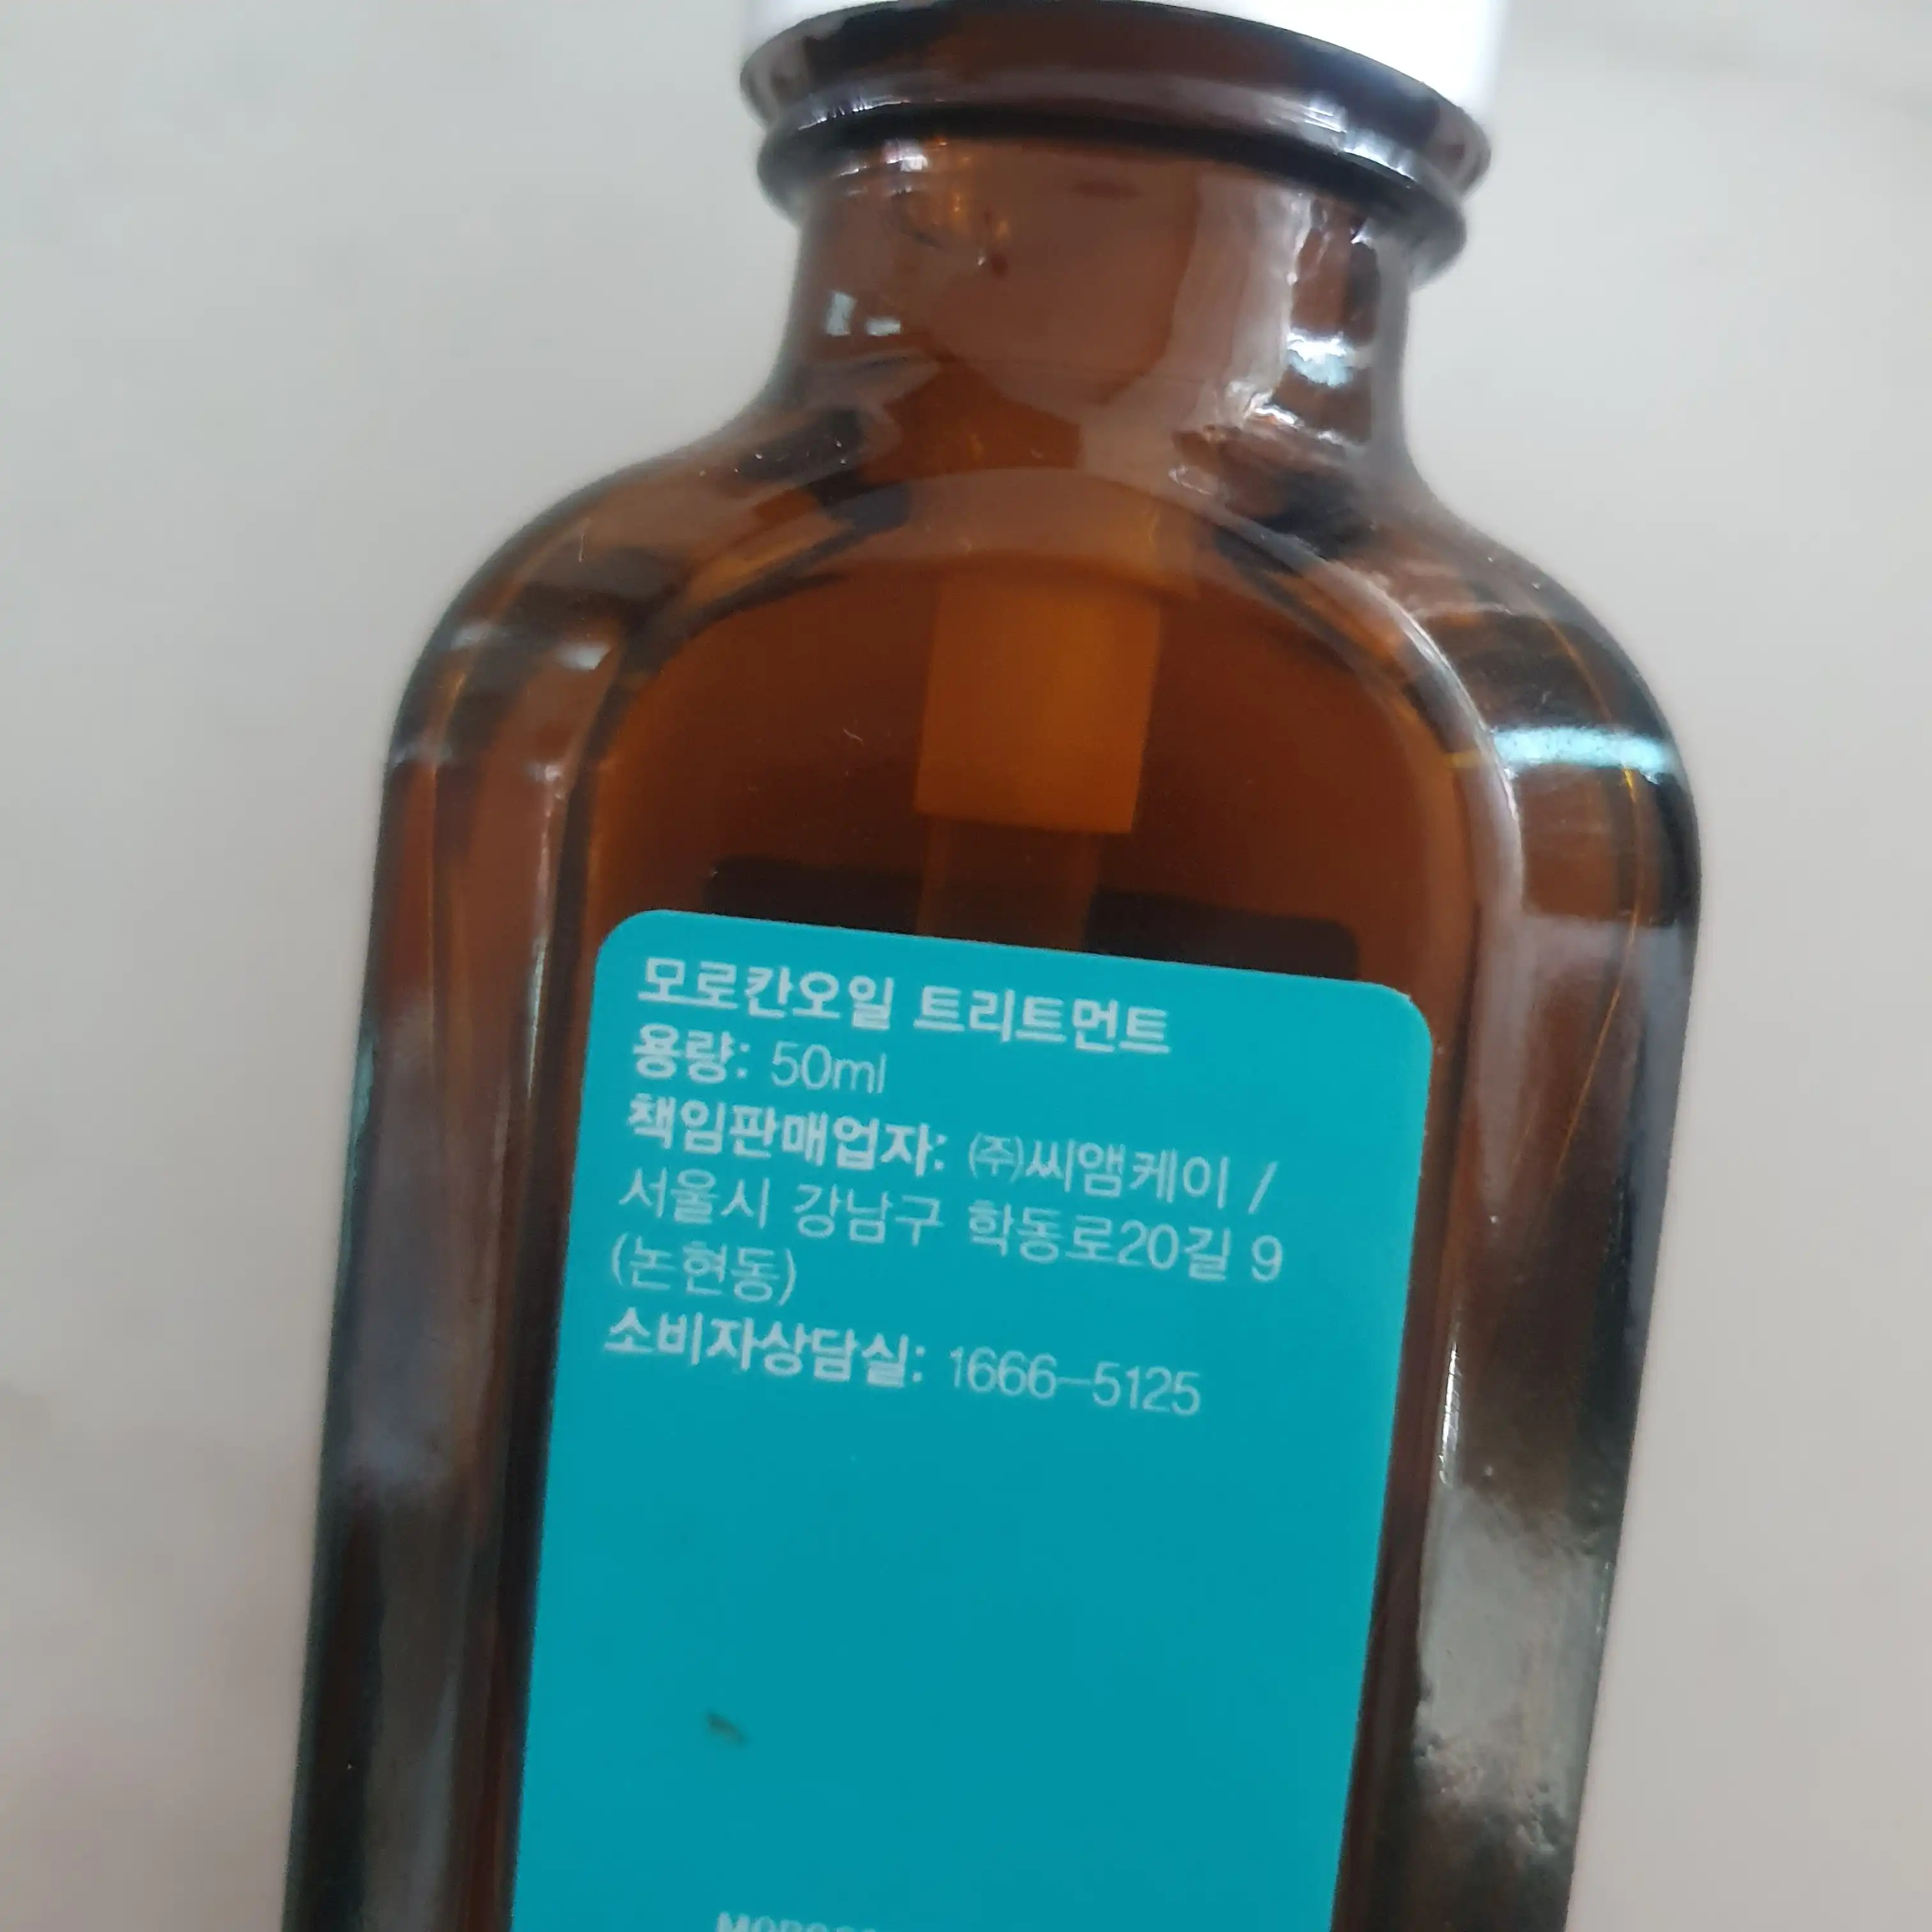 모로칸오일 트리트먼트
용량: 50ml
책임판매업자: ㈜씨앰케이 /
서울시 강남구 학동로20길 9
(논현동)
소비자상담실: 1666-5125